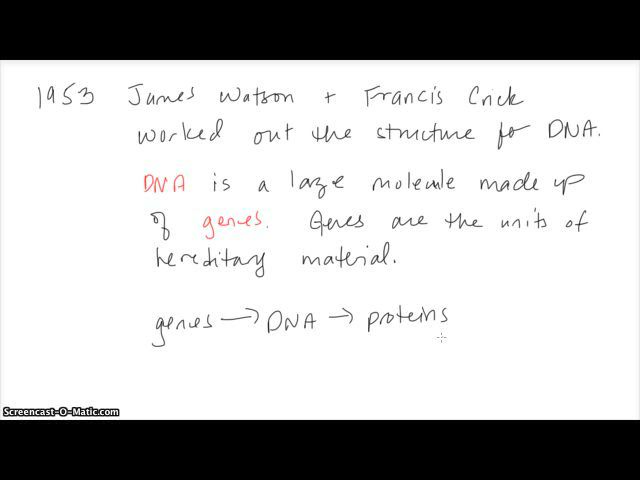 1953 James Watson + Francis Crick
worked out the structure for DNA.
DNA is a large molecule made up
of genes. Genes are the units of
hereditary material.
genes → DNA → proteins
Screencast-O-Matic.com